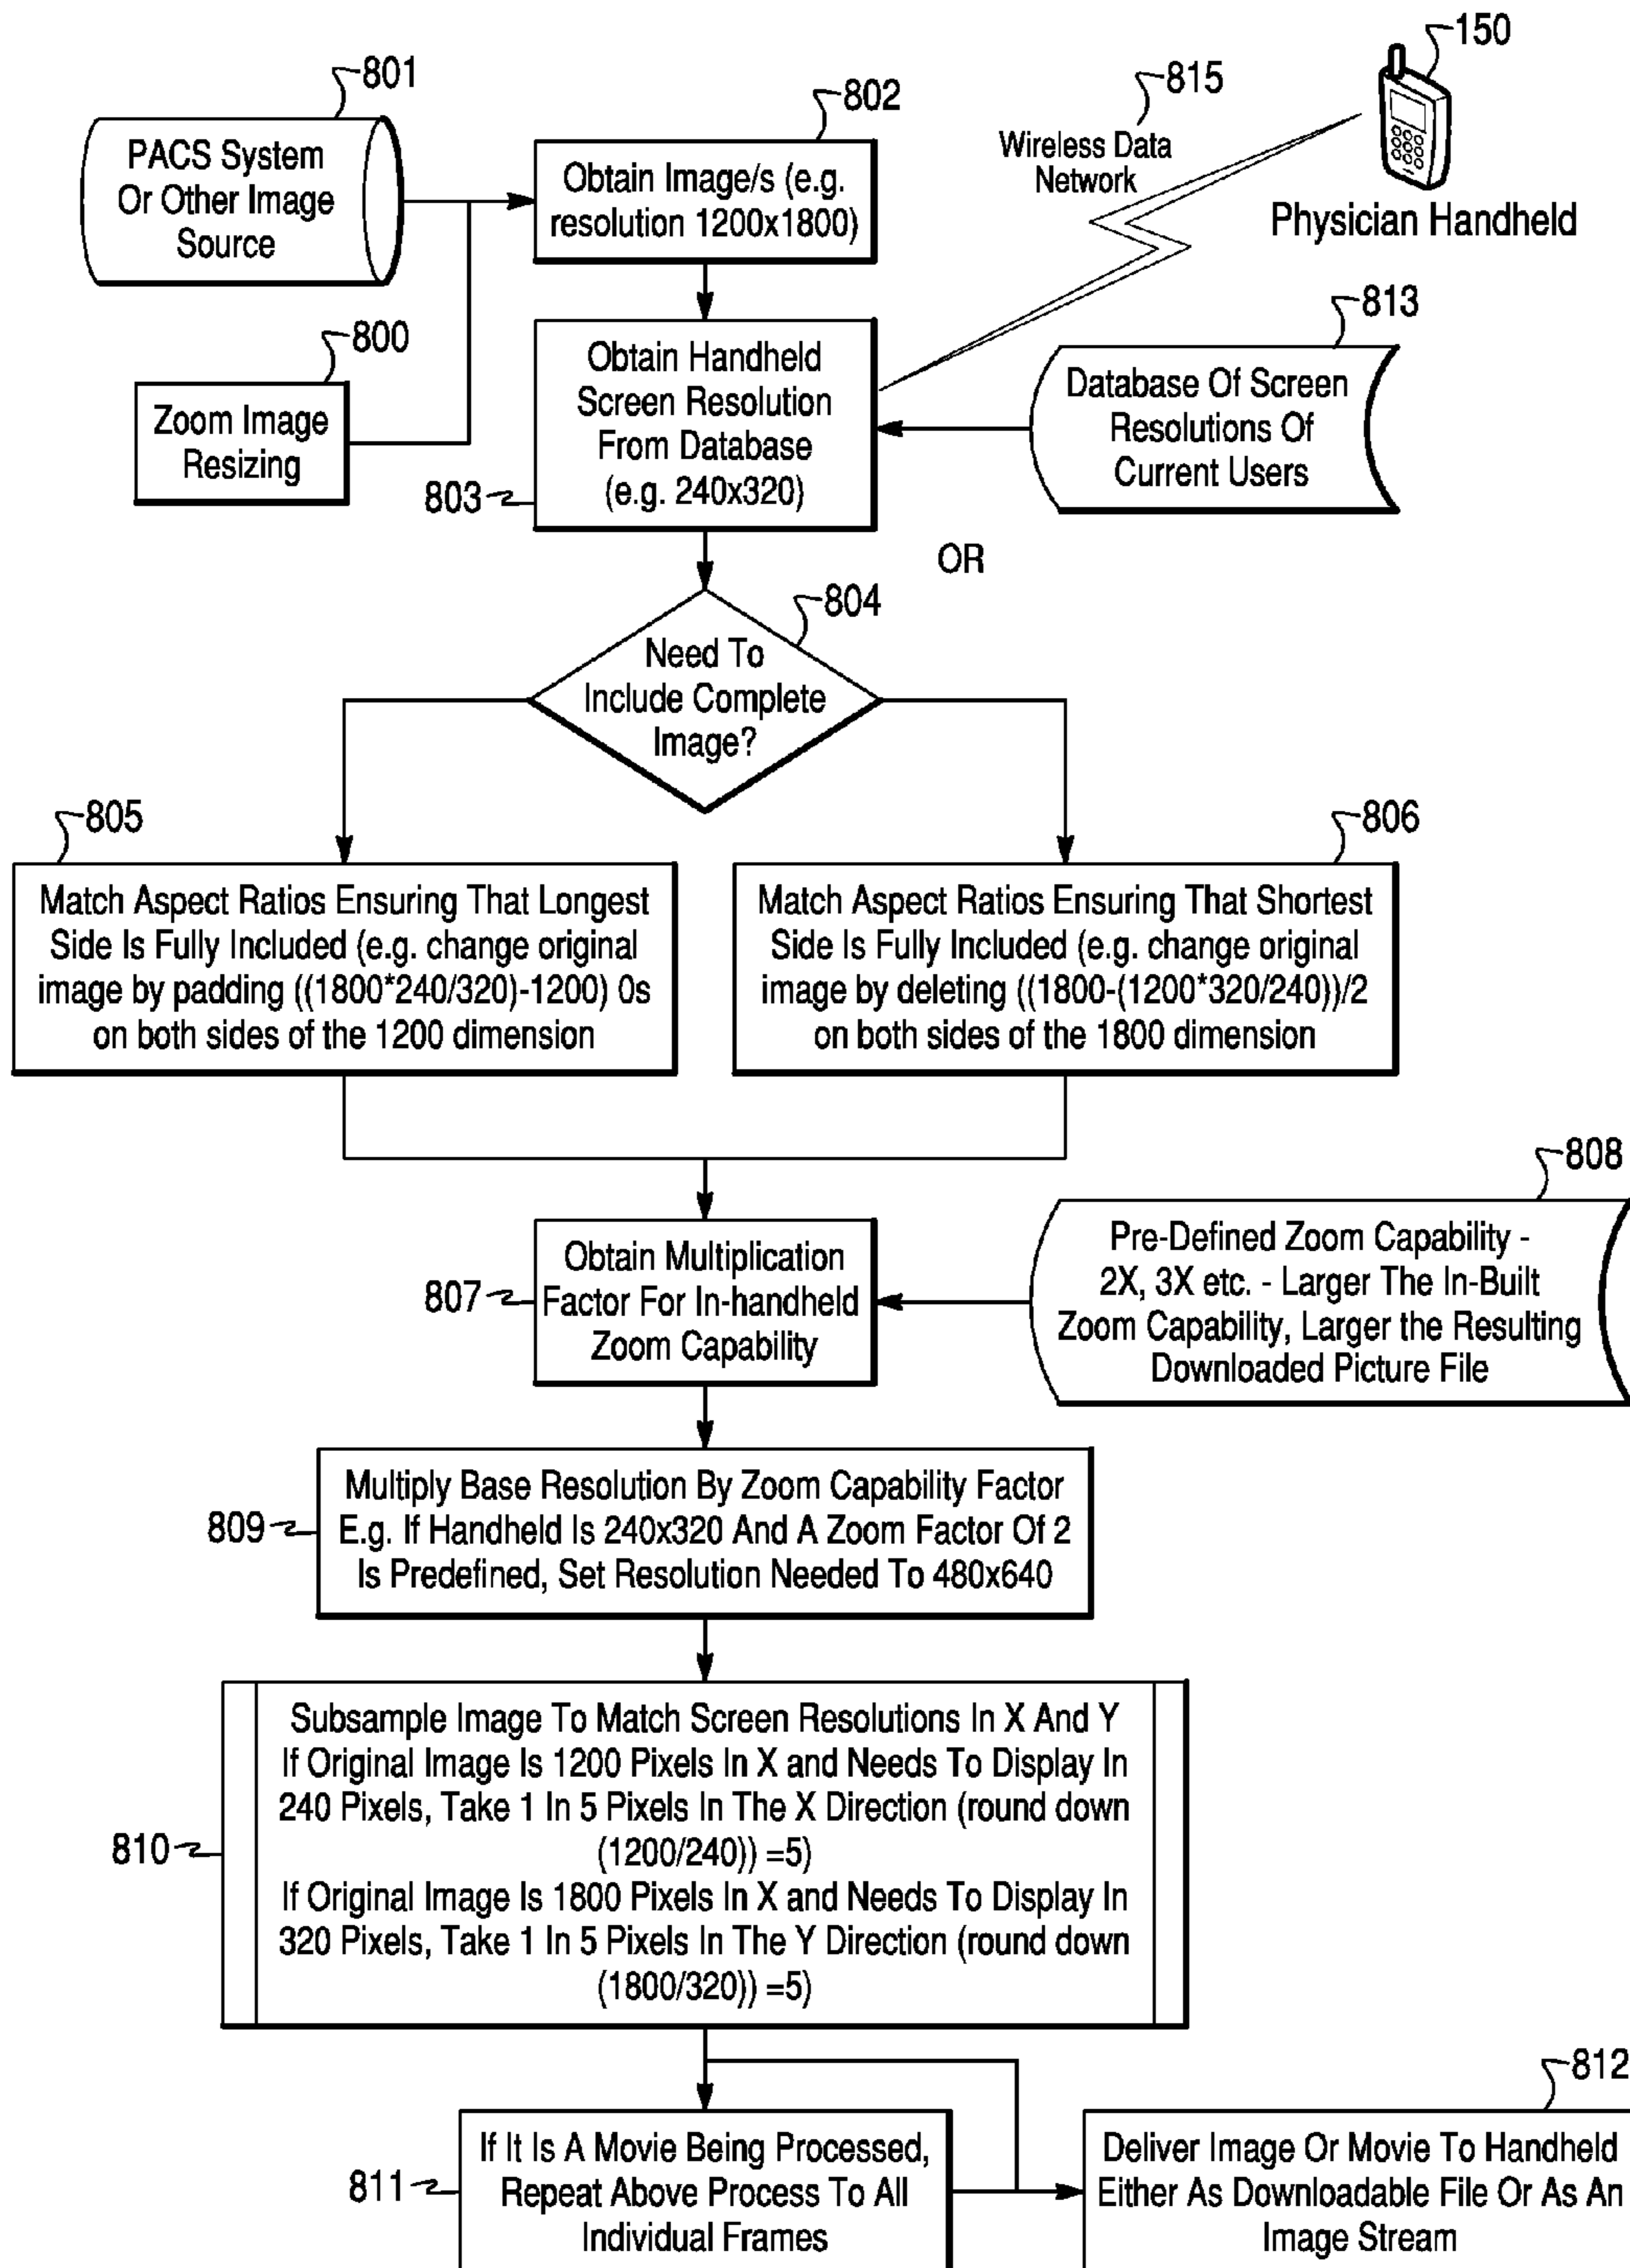 801
PACS System
Or Other Image
Source
802
Obtain Image/s (e.g.
resolution 1200x1800)
815
Wireless Data
Network
150
Physician Handheld
800
Zoom Image
Resizing
803
Obtain Handheld
Screen Resolution
From Database
(e.g. 240x320)
813
Database Of Screen
Resolutions Of
Current Users
OR
804
Need To
Include Complete
Image?
805
Match Aspect Ratios Ensuring That Longest
Side Is Fully Included (e.g. change original
image by padding ((1800*240/320)-1200) 0s
on both sides of the 1200 dimension
806
Match Aspect Ratios Ensuring That Shortest
Side Is Fully Included (e.g. change original
image by deleting ((1800-(1200*320/240))/2
on both sides of the 1800 dimension
807
Obtain Multiplication
Factor For In-handheld
Zoom Capability
808
Pre-Defined Zoom Capability -
2X, 3X etc. - Larger The In-Built
Zoom Capability, Larger the Resulting
Downloaded Picture File
809
Multiply Base Resolution By Zoom Capability Factor
E.g. If Handheld Is 240x320 And A Zoom Factor Of 2
Is Predefined, Set Resolution Needed To 480x640
810
Subsample Image To Match Screen Resolutions In X And Y
If Original Image Is 1200 Pixels In X and Needs To Display In
240 Pixels, Take 1 In 5 Pixels In The X Direction (round down
(1200/240)) =5)
If Original Image Is 1800 Pixels In X and Needs To Display In
320 Pixels, Take 1 In 5 Pixels In The Y Direction (round down
(1800/320)) =5)
811
If It Is A Movie Being Processed,
Repeat Above Process To All
Individual Frames
812
Deliver Image Or Movie To Handheld
Either As Downloadable File Or As An
Image Stream